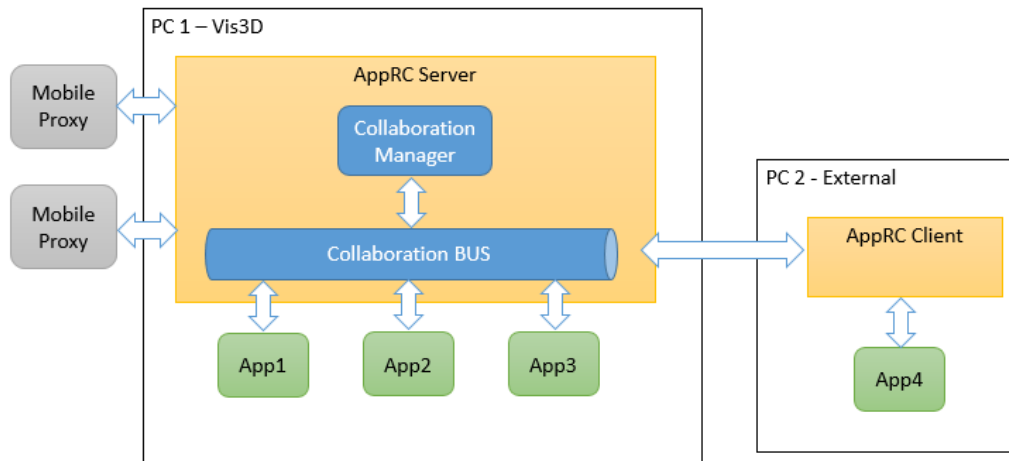 PC 1 – Vis3D
AppRC Server
Mobile
Proxy
Collaboration
Manager
Mobile
Proxy
Collaboration BUS
App1
App2
App3
PC 2 - External
AppRC Client
App4